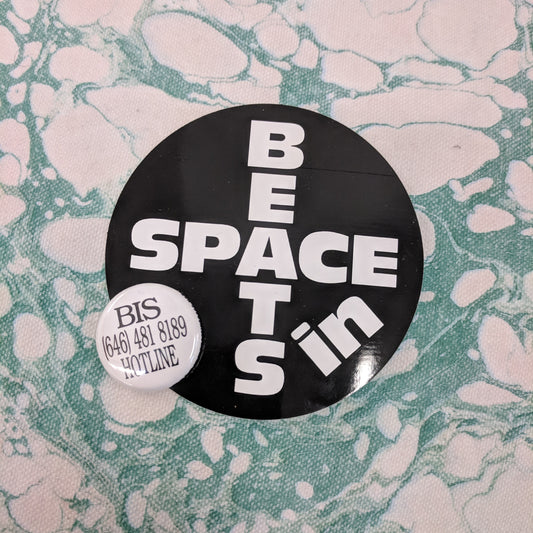 BEATS
SPACE
in
BIS
(646) 481 8189
HOTLINE